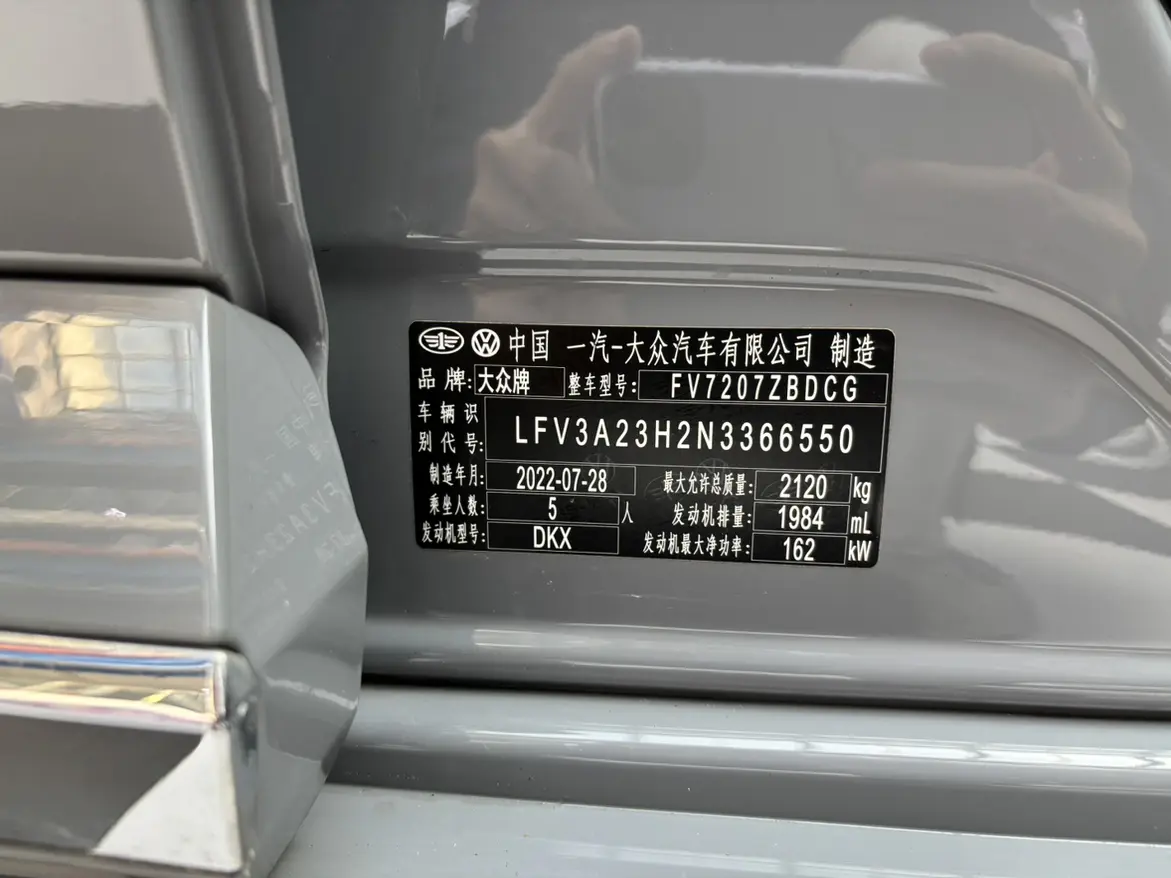 中国 一汽-大众汽车有限公司 制造
品牌: 大众牌 整车型号: FV7207ZBDCG
车辆识别代号: LFV3A23H2N3366550
制造年月: 2022-07-28 最大允许总质量: 2120 kg
乘坐人数: 5 人 发动机排量: 1984 mL
发动机型号: DKX 发动机最大净功率: 162 kW